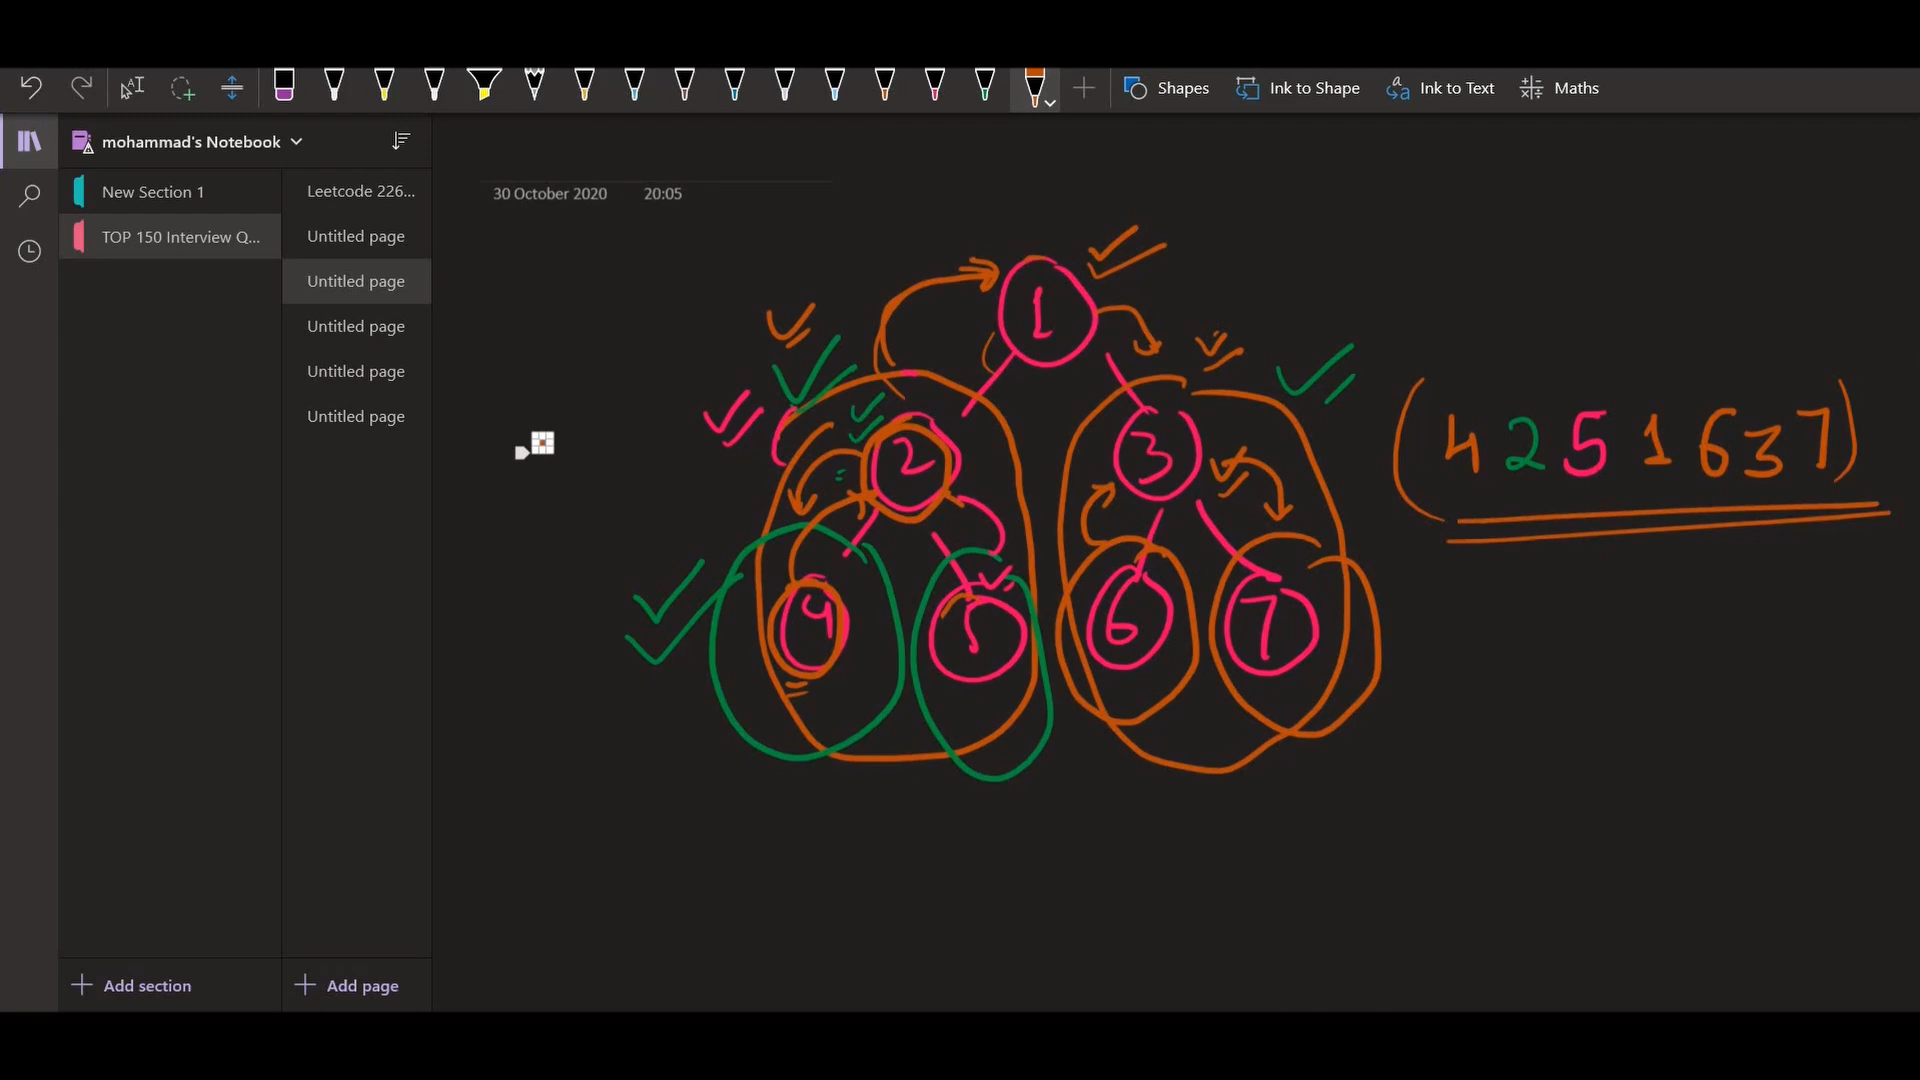 Shapes Ink to Shape Ink to Text Maths
mohammad's Notebook
New Section 1
TOP 150 Interview Q...
Leetcode 226...
Untitled page
Untitled page
Untitled page
Untitled page
Untitled page
30 October 2020 20:05
1
2 3
4 5 6 7
(4 2 5 1 6 3 7)
Add section
Add page